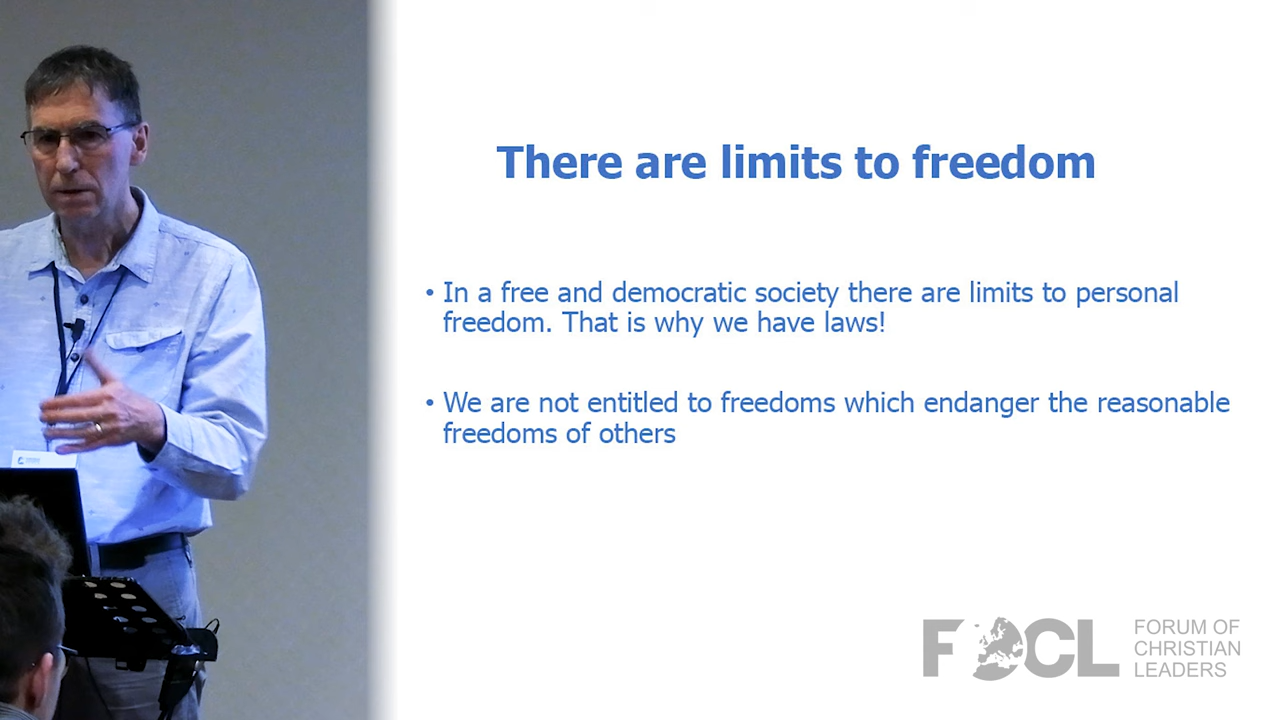 There are limits to freedom
• In a free and democratic society there are limits to personal
freedom. That is why we have laws!
• We are not entitled to freedoms which endanger the reasonable
freedoms of others
FOCL
FORUM OF
CHRISTIAN
LEADERS